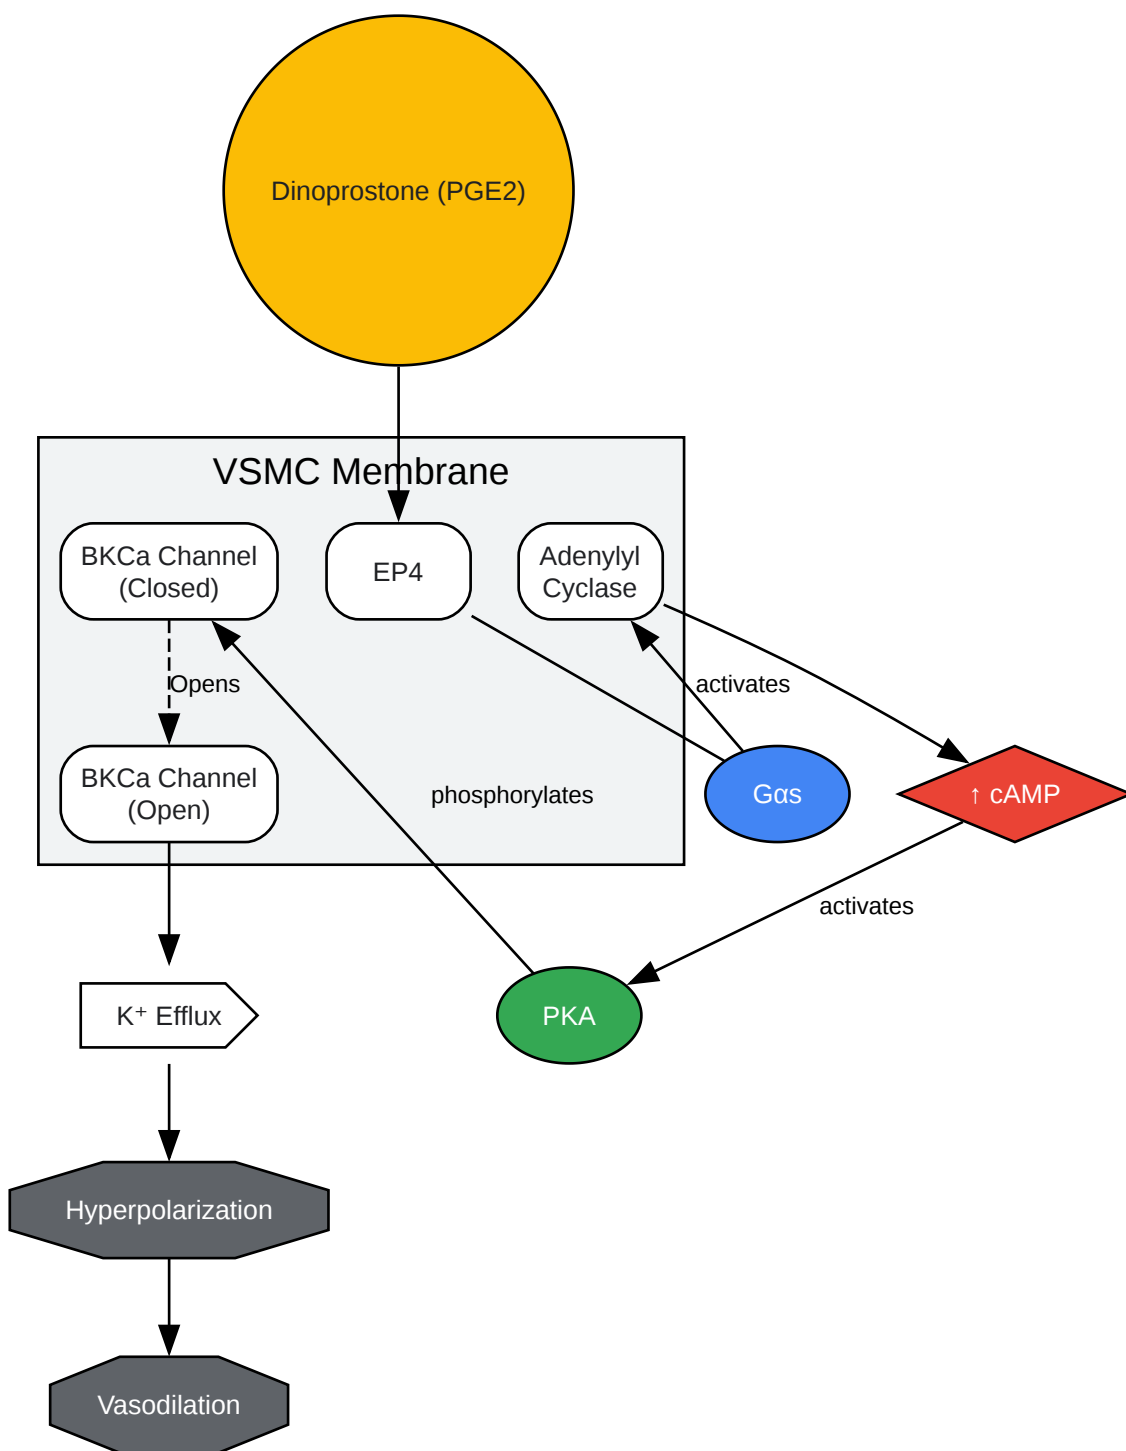 Dinoprostone (PGE2)
VSMC Membrane
BKCa Channel
(Closed)
EP4
Adenylyl
Cyclase
Opens
activates
BKCa Channel
(Open)
phosphorylates
Gαs
↑ cAMP
activates
K⁺ Efflux
PKA
Hyperpolarization
Vasodilation